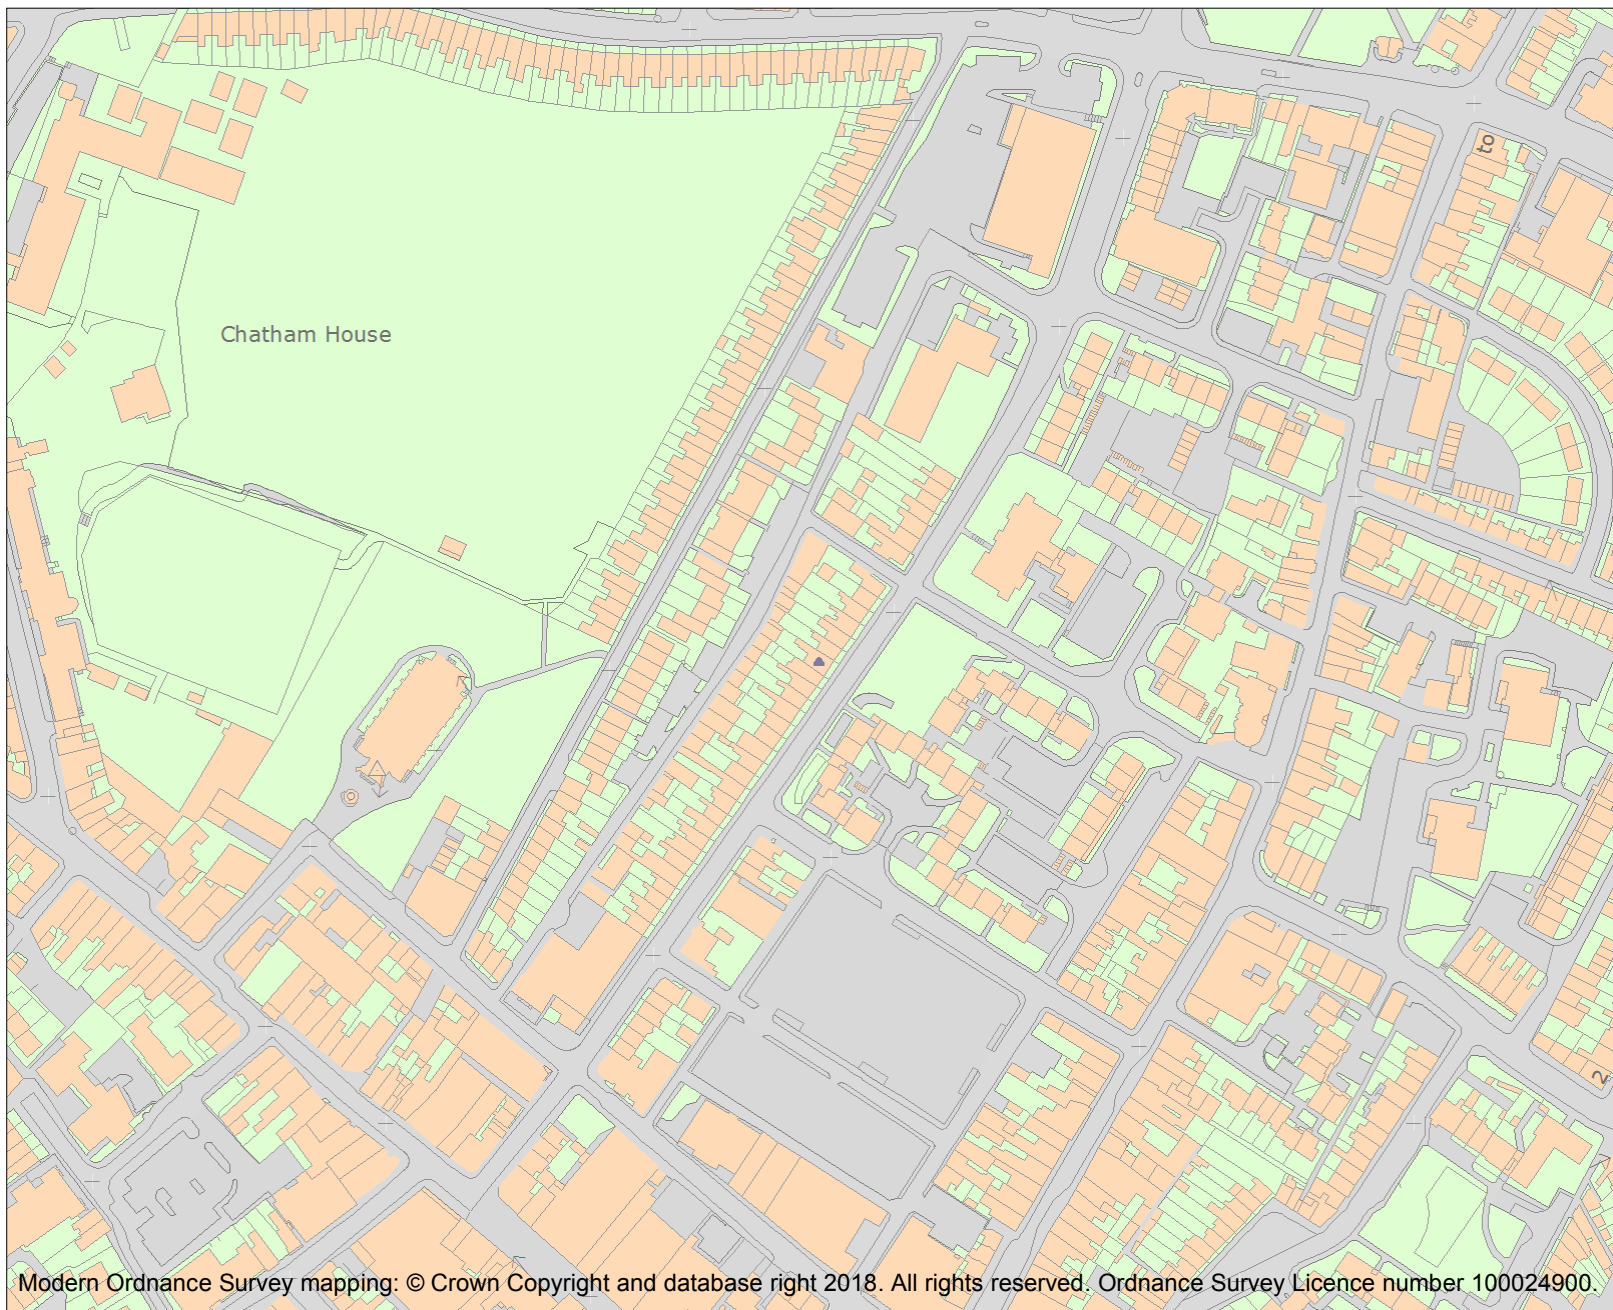 to
Chatham House
2
Modern Ordnance Survey mapping: © Crown Copyright and database right 2018. All rights reserved. Ordnance Survey Licence number 100024900.